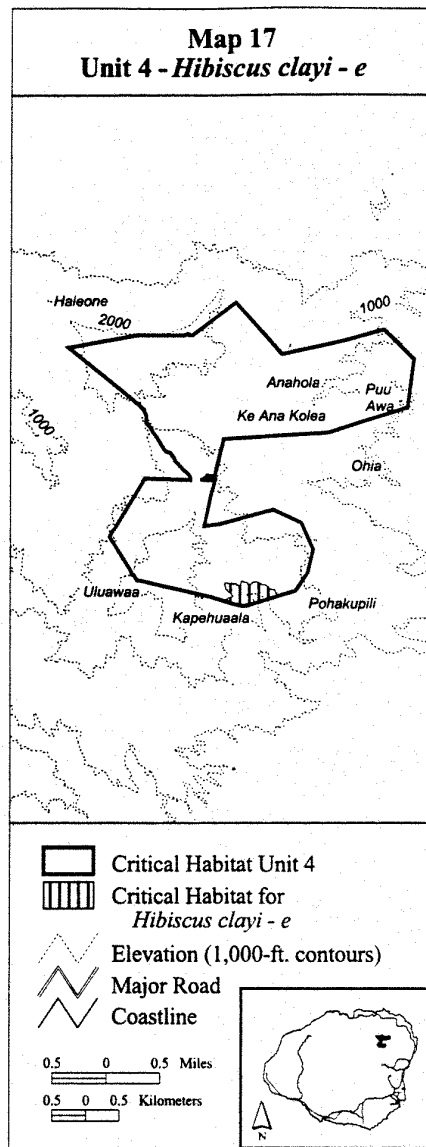 Map 17
Unit 4 - Hibiscus clayi - e
Haleone
2000
1000
Anahola
Puu
Awa
Ke Ana Kolea
1000
Ohia
Uluawaa
Kapehuaala
Pohakupili
Critical Habitat Unit 4
Critical Habitat for
Hibiscus clayi - e
Elevation (1,000-ft. contours)
Major Road
Coastline
0.5 0 0.5 Miles
0.5 0 0.5 Kilometers
N